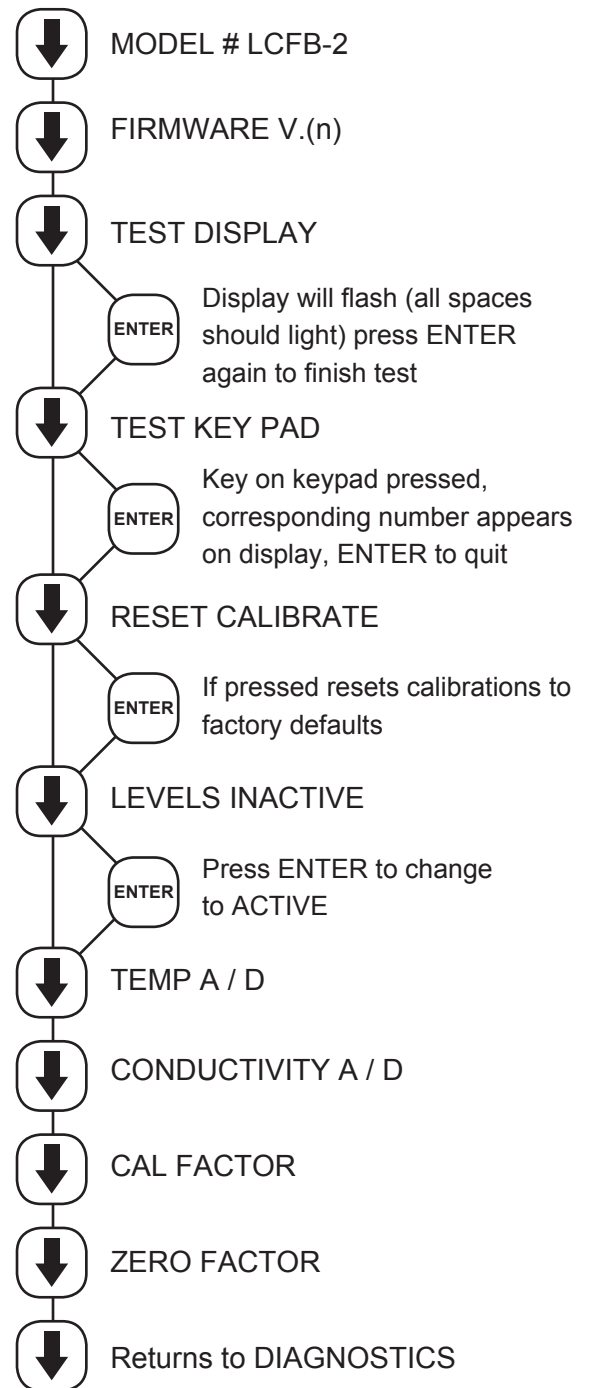 MODEL # LCFB-2
FIRMWARE V.(n)
TEST DISPLAY
ENTER
Display will flash (all spaces
should light) press ENTER
again to finish test
TEST KEY PAD
ENTER
Key on keypad pressed,
corresponding number appears
on display, ENTER to quit
RESET CALIBRATE
ENTER
If pressed resets calibrations to
factory defaults
LEVELS INACTIVE
ENTER
Press ENTER to change
to ACTIVE
TEMP A / D
CONDUCTIVITY A / D
CAL FACTOR
ZERO FACTOR
Returns to DIAGNOSTICS